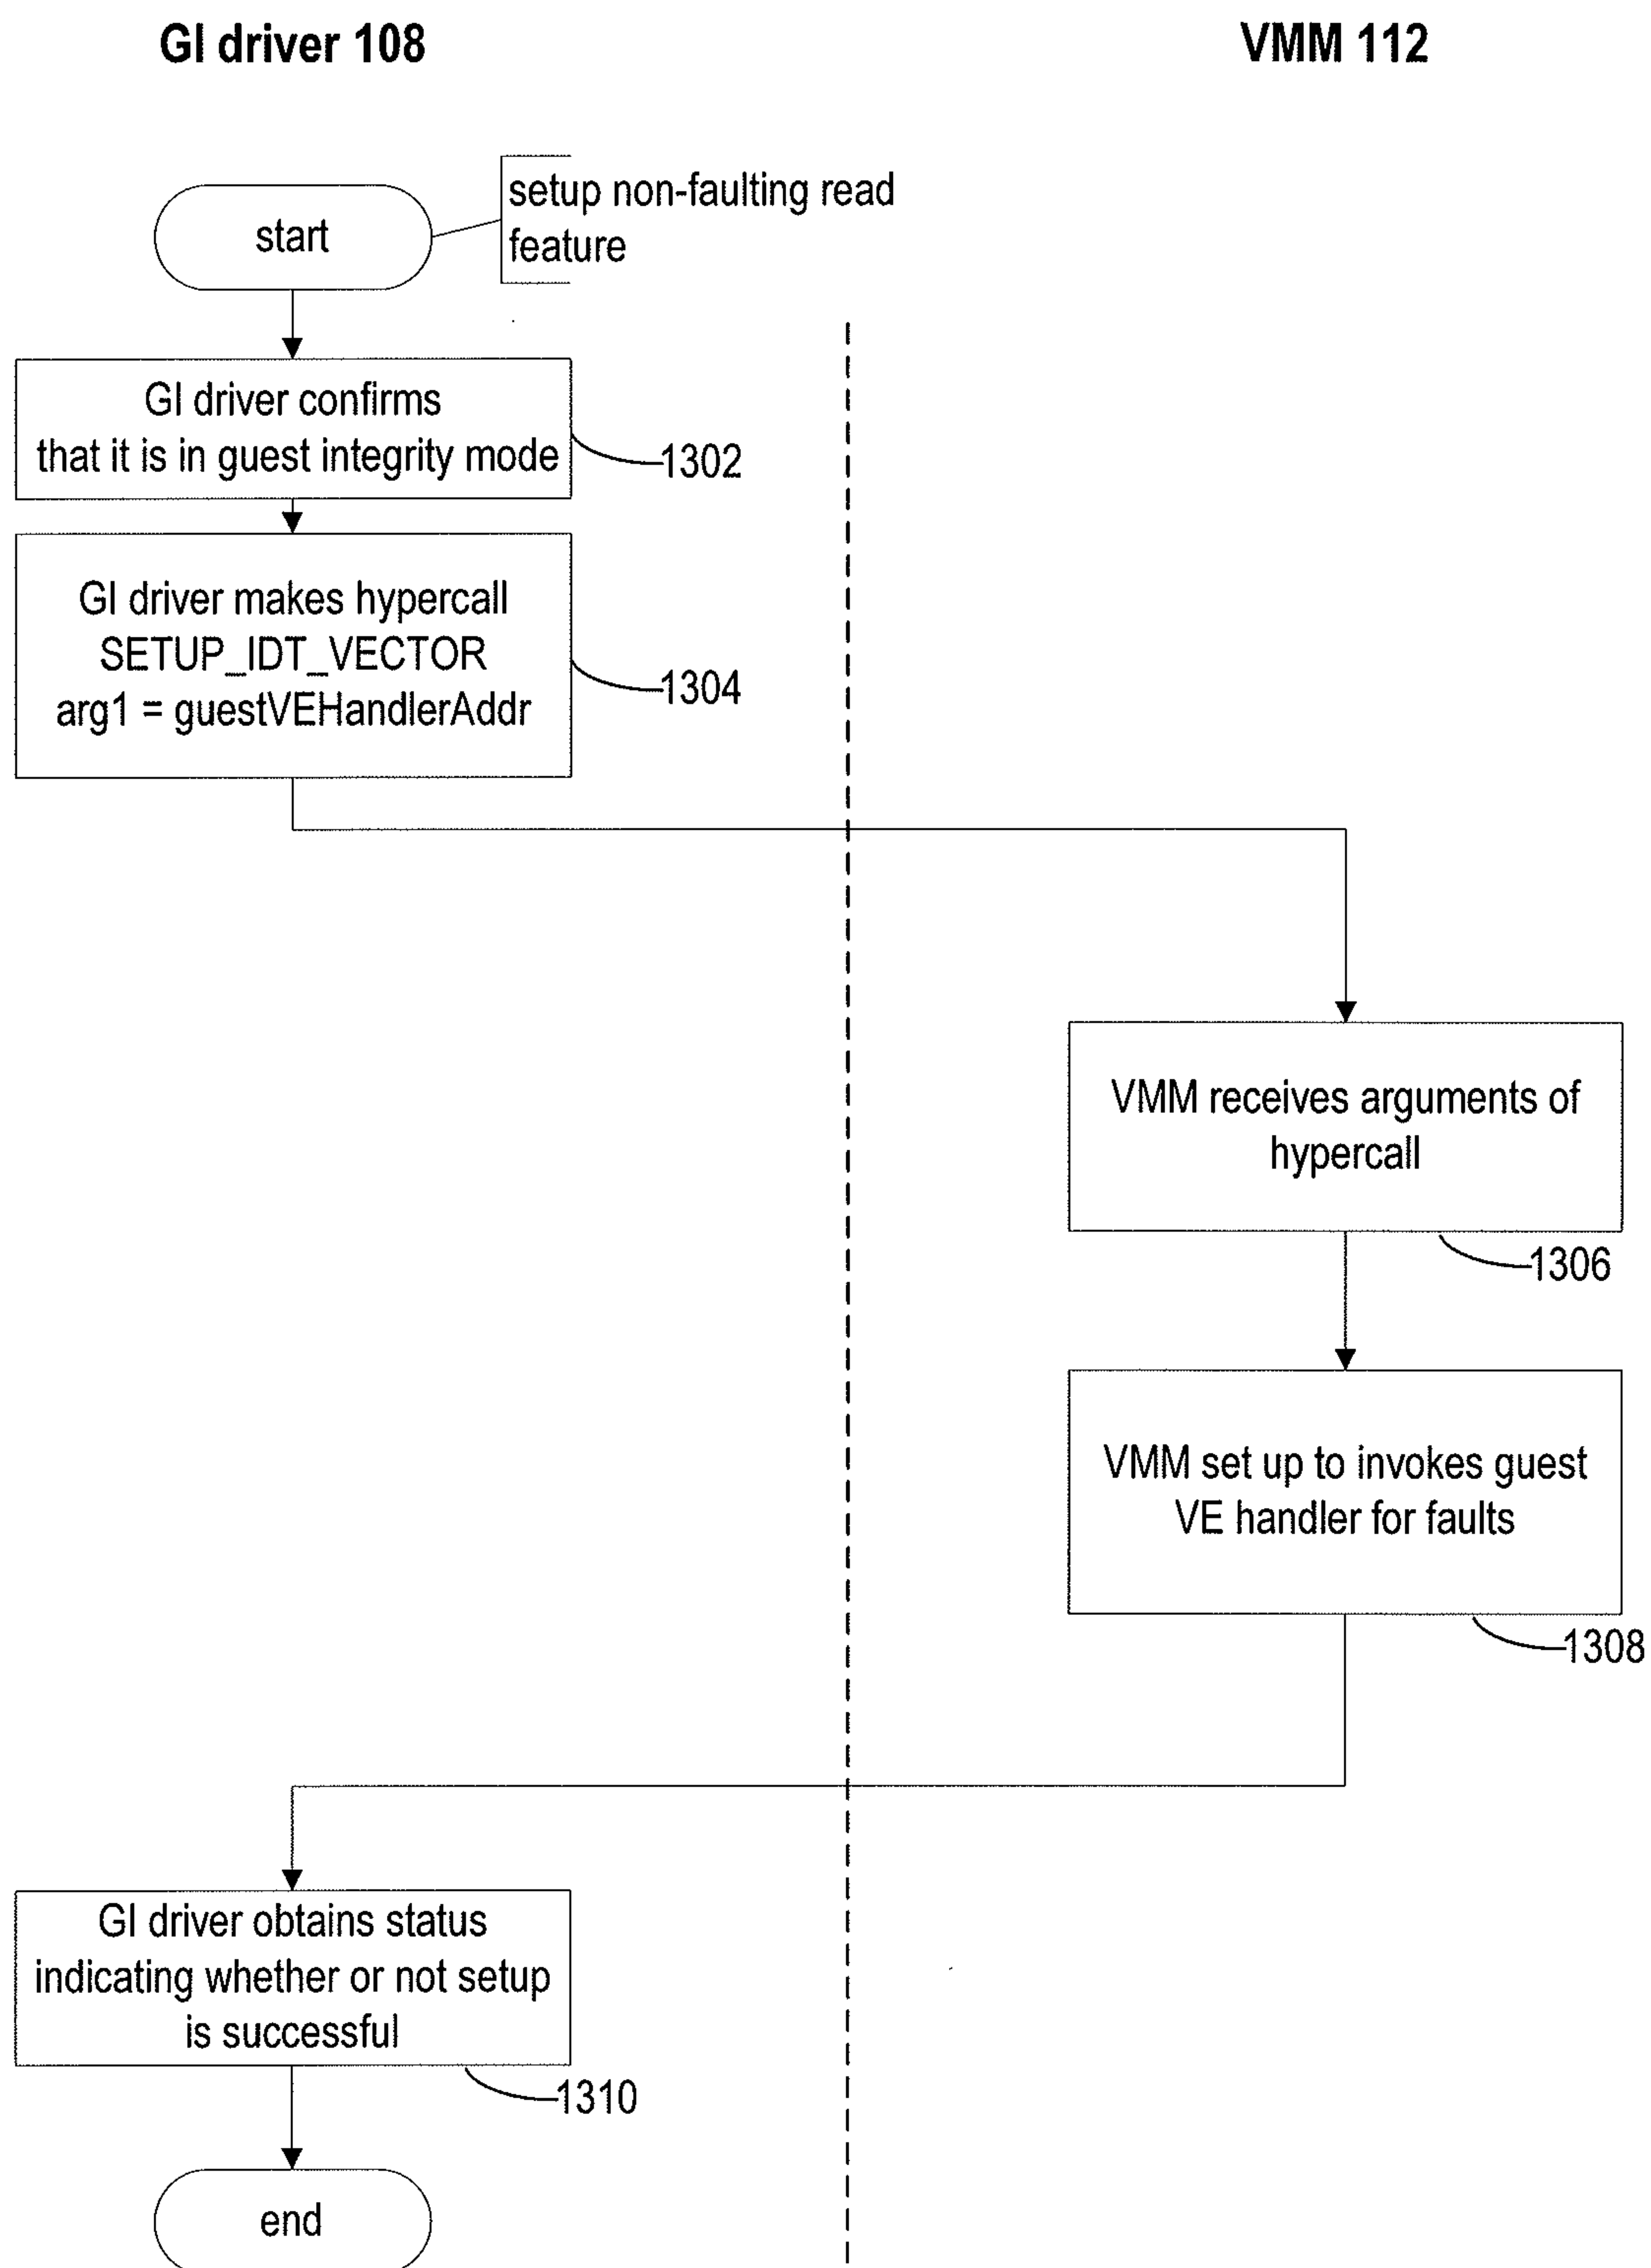 GI driver 108
VMM 112
start
setup non-faulting read
feature
GI driver confirms
that it is in guest integrity mode
1302
GI driver makes hypercall
SETUP_IDT_VECTOR
arg1 = guestVEHandlerAddr
1304
VMM receives arguments of
hypercall
1306
VMM set up to invokes guest
VE handler for faults
1308
GI driver obtains status
indicating whether or not setup
is successful
1310
end